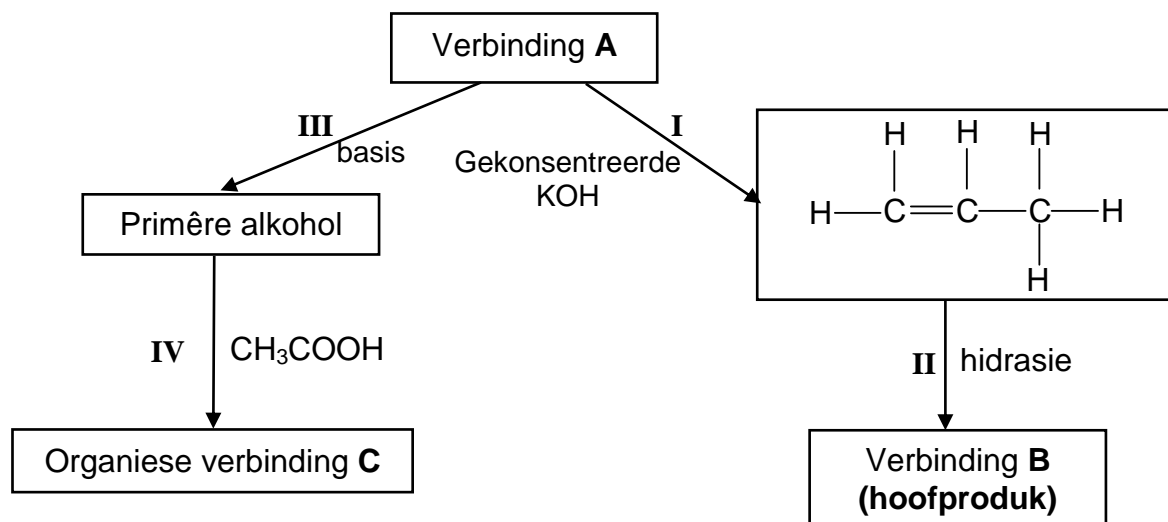 Verbinding A
III
basis
I
Gekonsentreerde
KOH
Primêre alkohol
H H H
H C C C H
H
IV
CH₃COOH
II
hidrasie
Organiese verbinding C
Verbinding B
(hoofproduk)